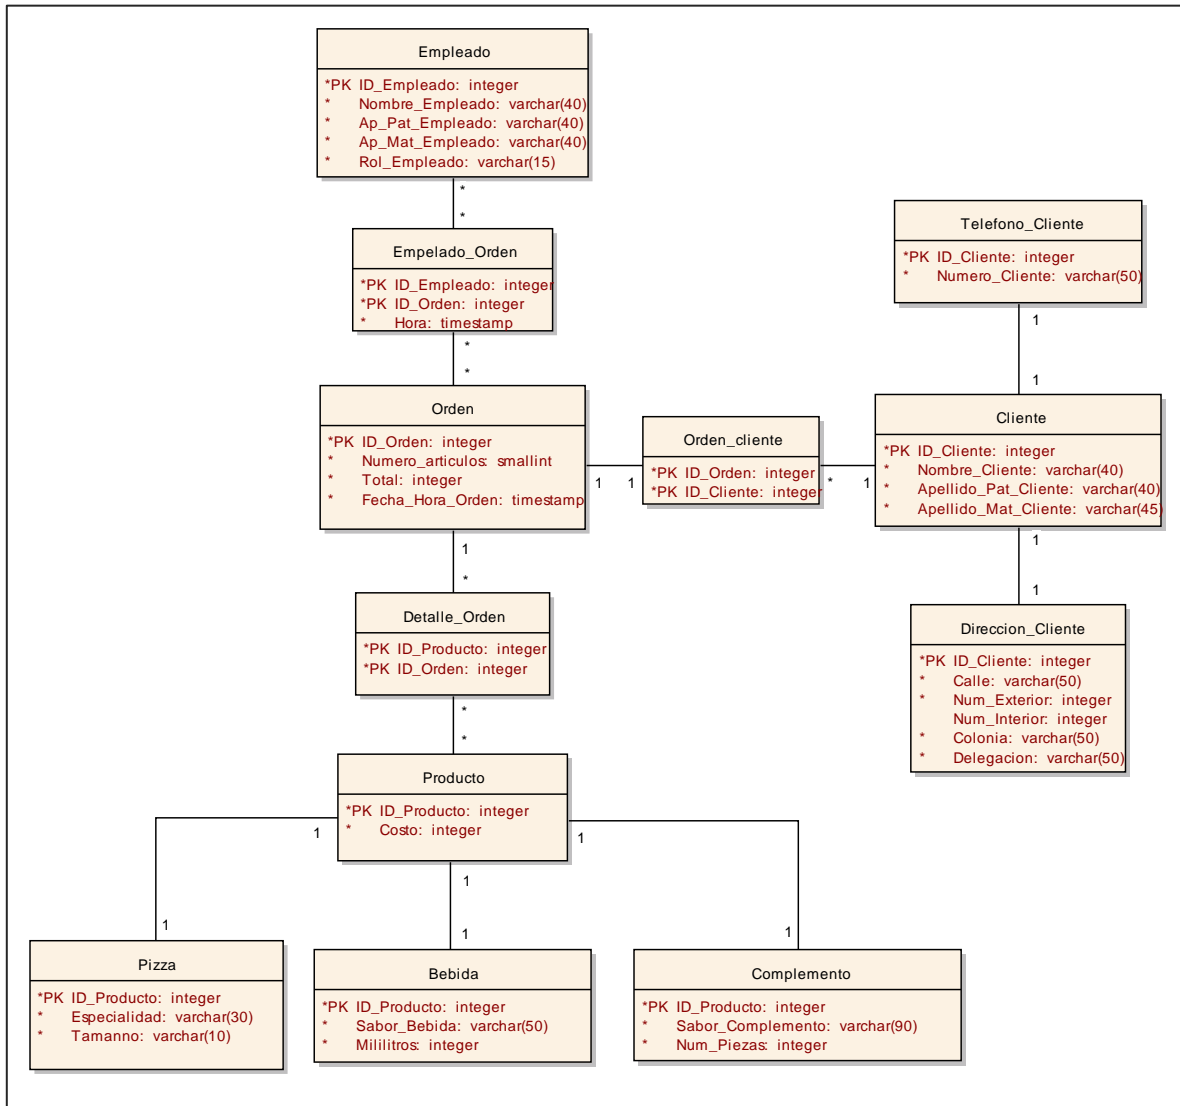 Empleado
*PK ID_Empleado: integer
* Nombre_Empleado: varchar(40)
* Ap_Pat_Empleado: varchar(40)
* Ap_Mat_Empleado: varchar(40)
* Rol_Empleado: varchar(15)
*
*
Empelado_Orden
*PK ID_Empleado: integer
*PK ID_Orden: integer
* Hora: timestamp
*
*
Telefono_Cliente
*PK ID_Cliente: integer
* Numero_Cliente: varchar(50)
1
1
Orden
*PK ID_Orden: integer
* Numero_articulos: smallint
* Total: integer
* Fecha_Hora_Orden: timestamp
1
1
Orden_cliente
*PK ID_Orden: integer
*PK ID_Cliente: integer
*
1
Cliente
*PK ID_Cliente: integer
* Nombre_Cliente: varchar(40)
* Apellido_Pat_Cliente: varchar(40)
* Apellido_Mat_Cliente: varchar(45)
1
1
Direccion_Cliente
*PK ID_Cliente: integer
* Calle: varchar(50)
* Num_Exterior: integer
Num_Interior: integer
* Colonia: varchar(50)
* Delegacion: varchar(50)
1
*
Detalle_Orden
*PK ID_Producto: integer
*PK ID_Orden: integer
*
*
Producto
*PK ID_Producto: integer
* Costo: integer
1
1
1
1
1
1
Pizza
*PK ID_Producto: integer
* Especialidad: varchar(30)
* Tamanno: varchar(10)
Bebida
*PK ID_Producto: integer
* Sabor_Bebida: varchar(50)
* Mililitros: integer
Complemento
*PK ID_Producto: integer
* Sabor_Complemento: varchar(90)
* Num_Piezas: integer